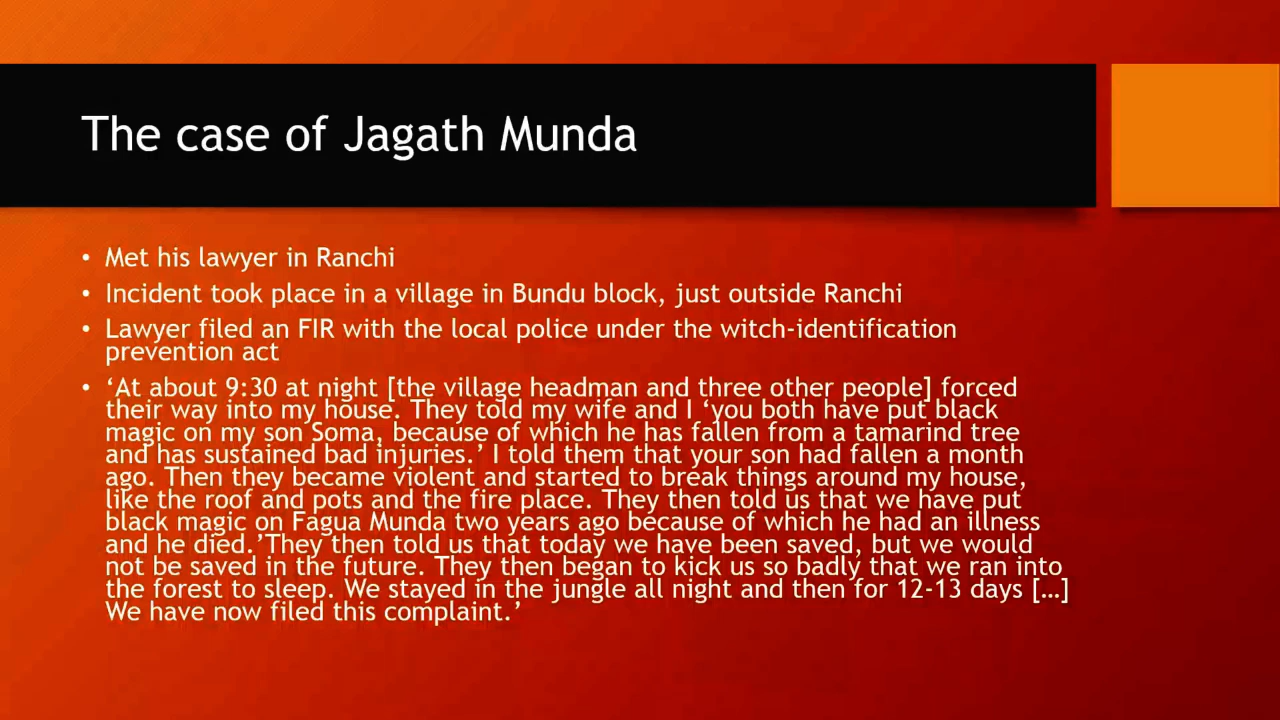 The case of Jagath Munda
• Met his lawyer in Ranchi
• Incident took place in a village in Bundu block, just outside Ranchi
• Lawyer filed an FIR with the local police under the witch-identification
prevention act
• ‘At about 9:30 at night [the village headman and three other people] forced
their way into my house. They told my wife and I ‘you both have put black
magic on my son Soma, because of which he has fallen from a tamarind tree
and has sustained bad injuries.’ I told them that your son had fallen a month
ago. Then they became violent and started to break things around my house,
like the roof and pots and the fire place. They then told us that we have put
black magic on Fagua Munda two years ago because of which he had an illness
and he died.’They then told us that today we have been saved, but we would
not be saved in the future. They then began to kick us so badly that we ran into
the forest to sleep. We stayed in the jungle all night and then for 12-13 days […]
We have now filed this complaint.’